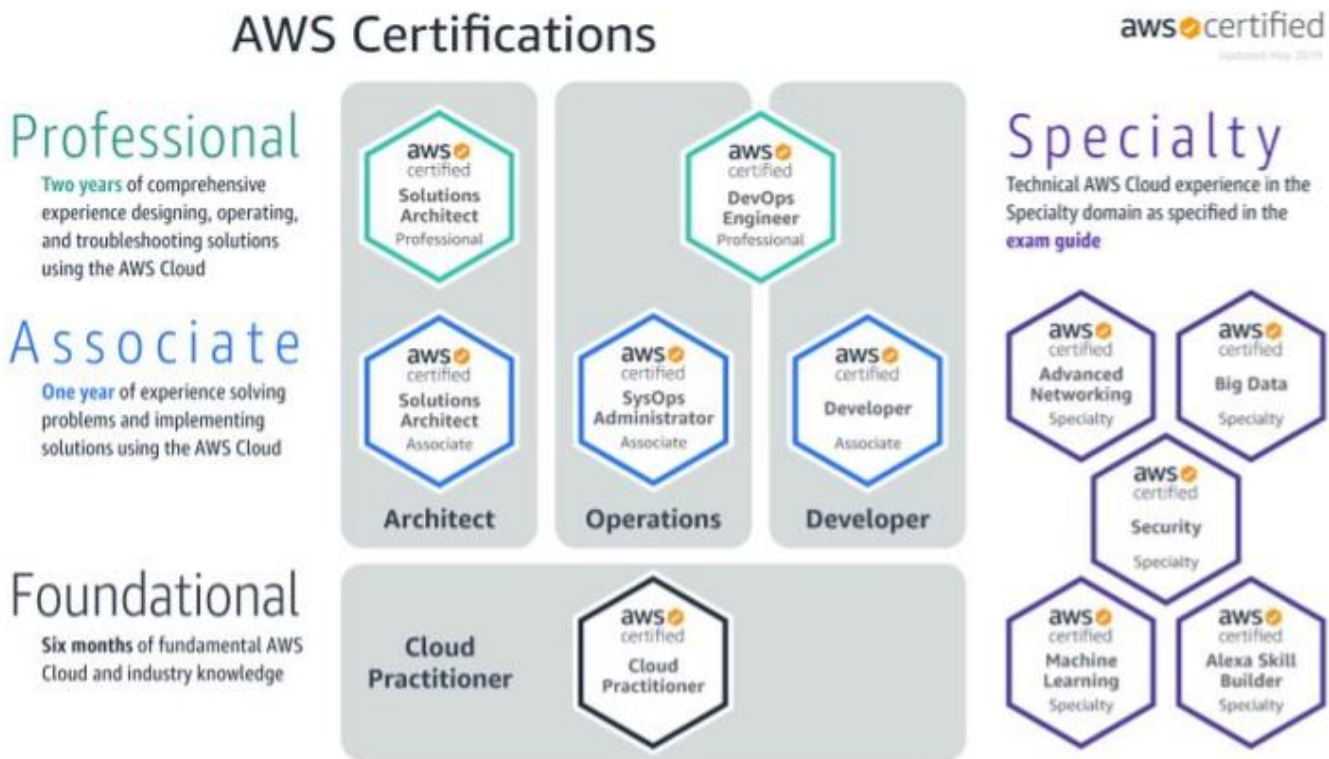 AWS Certifications
aws certified
Updated May 2019
Professional
Two years of comprehensive
experience designing, operating,
and troubleshooting solutions
using the AWS Cloud
aws
certified
Solutions
Architect
Professional
aws
certified
DevOps
Engineer
Professional
Associate
One year of experience solving
problems and implementing
solutions using the AWS Cloud
aws
certified
Solutions
Architect
Associate
aws
certified
SysOps
Administrator
Associate
aws
certified
Developer
Associate
Architect
Operations
Developer
Foundational
Six months of fundamental AWS
Cloud and industry knowledge
Cloud
Practitioner
aws
certified
Cloud
Practitioner
Specialty
Technical AWS Cloud experience in the
Specialty domain as specified in the
exam guide
aws
certified
Advanced
Networking
Specialty
aws
certified
Big Data
Specialty
aws
certified
Security
Specialty
aws
certified
Machine
Learning
Specialty
aws
certified
Alexa Skill
Builder
Specialty